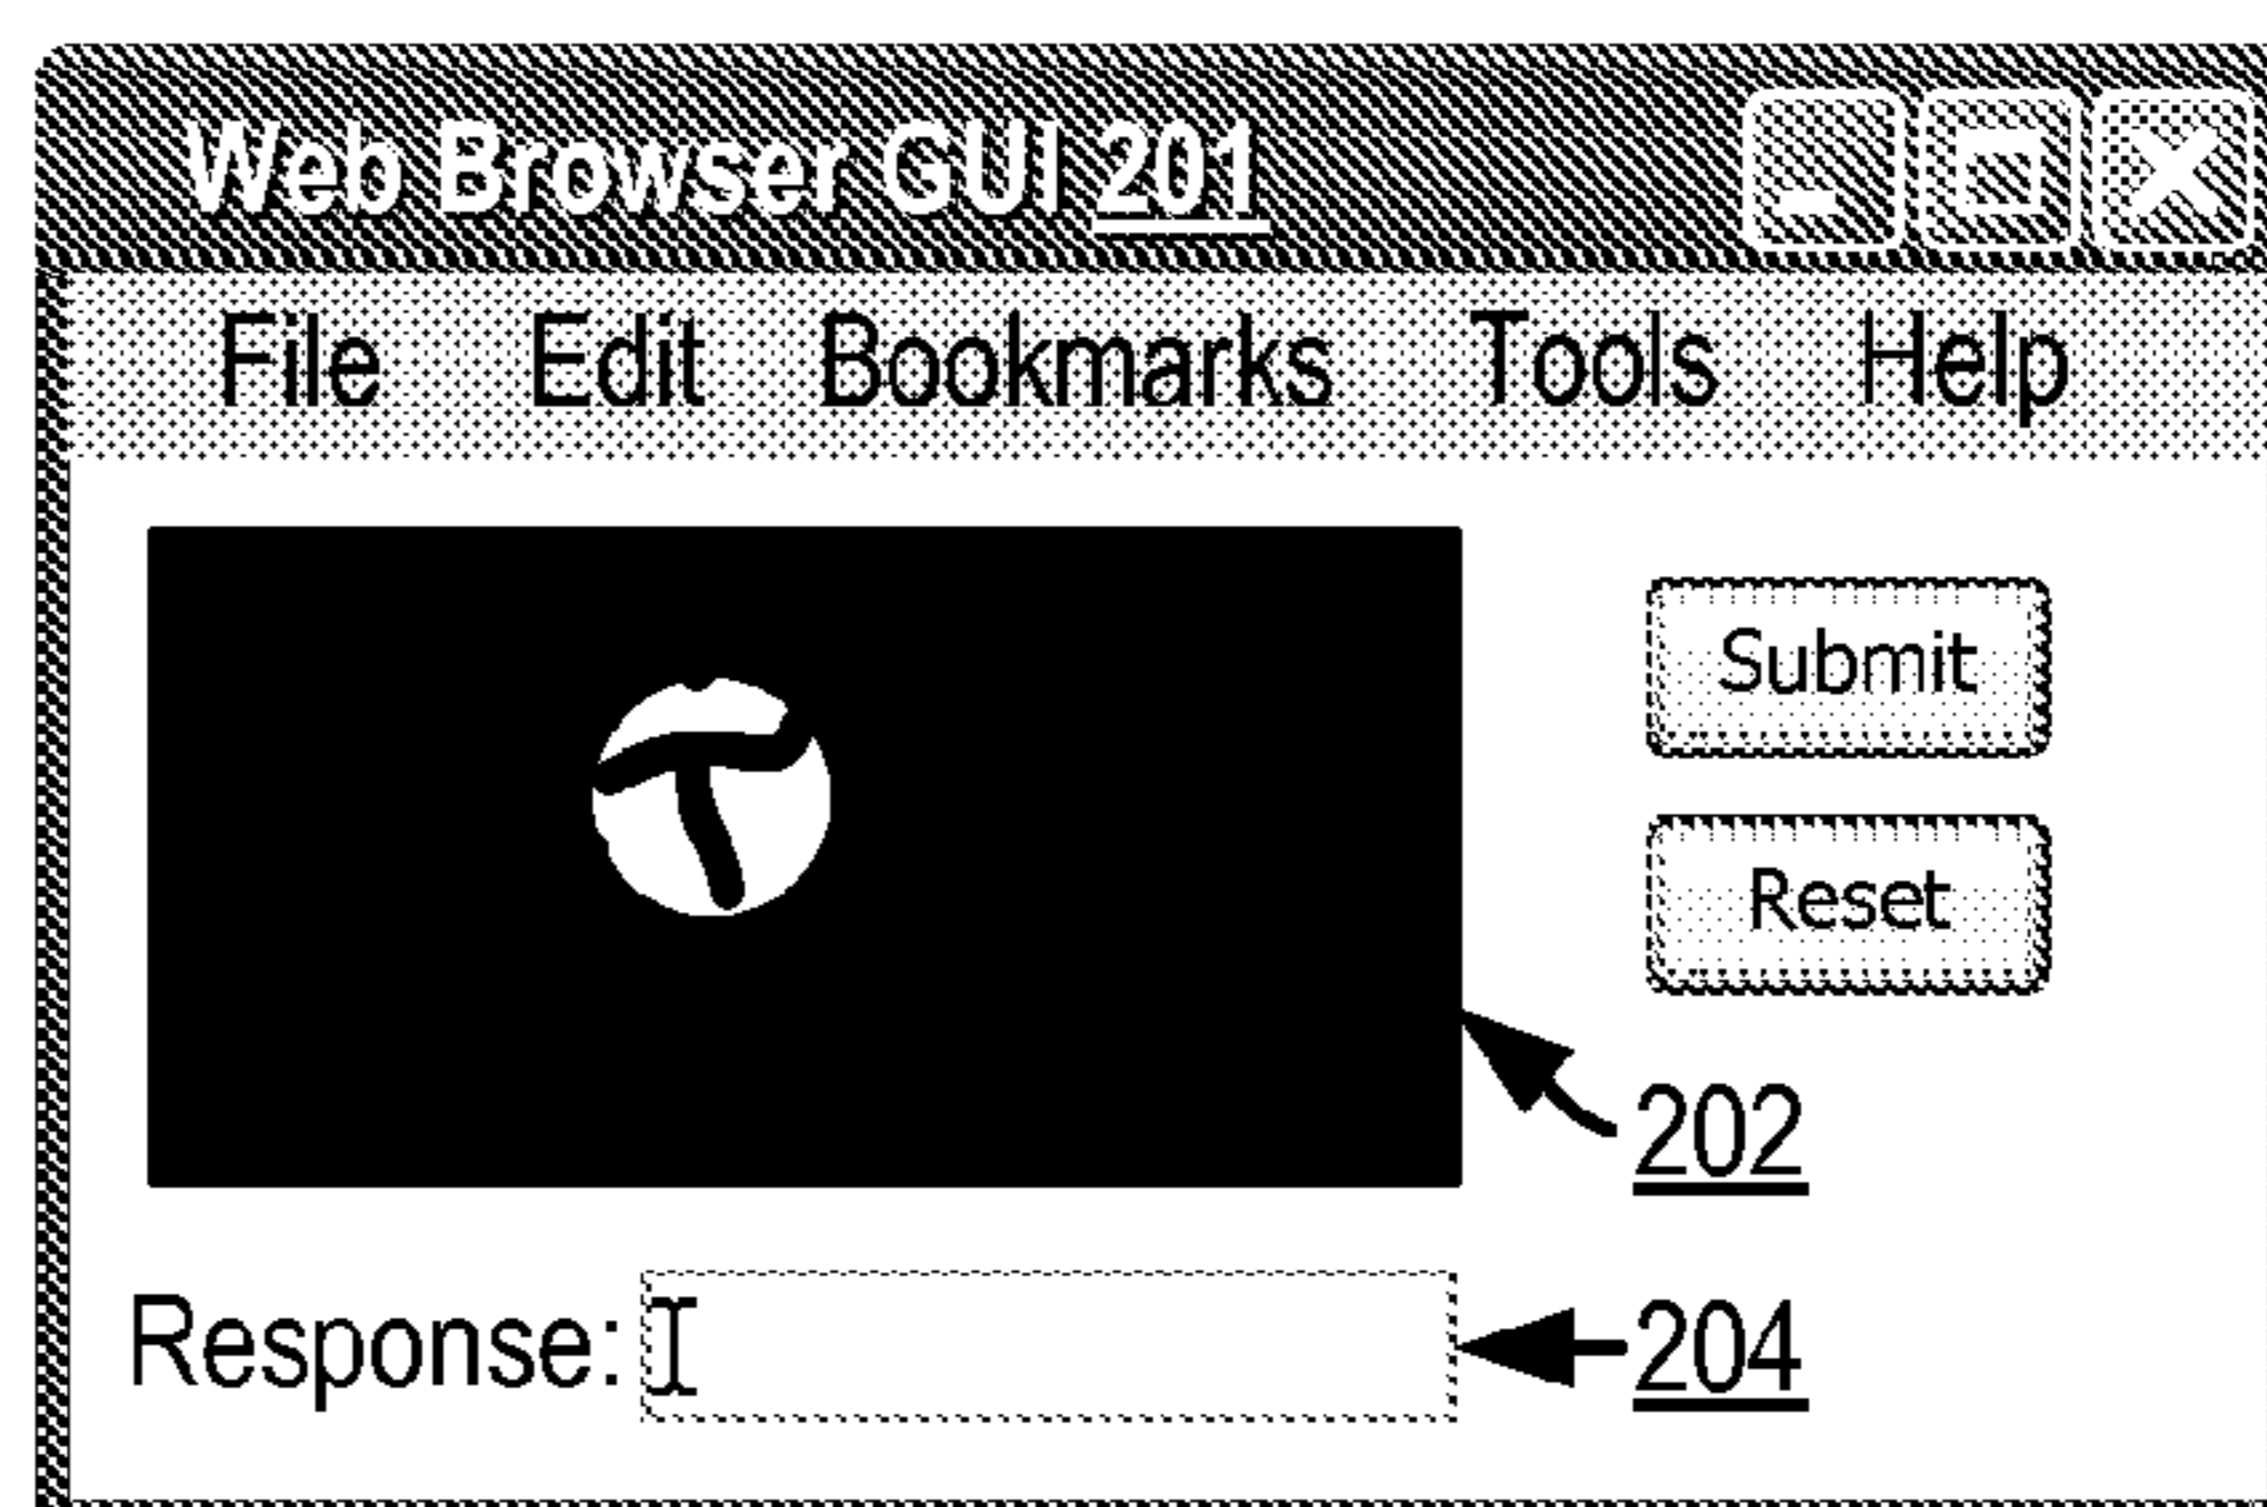 Web Browser GUI 201
File Edit Bookmarks Tools Help
T
Submit
Reset
202
Response:
204